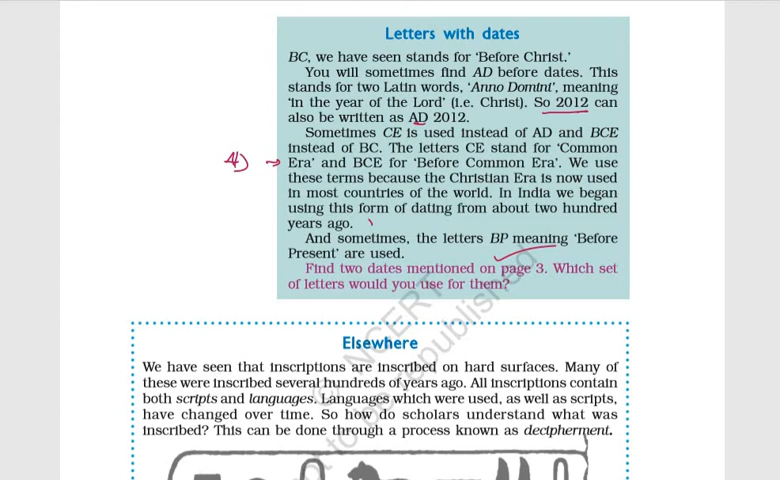 Letters with dates
BC, we have seen stands for ‘Before Christ.’
You will sometimes find AD before dates. This
stands for two Latin words, ‘Anno Domini’, meaning
‘in the year of the Lord’ (i.e. Christ). So 2012 can
also be written as AD 2012.
Sometimes CE is used instead of AD and BCE
instead of BC. The letters CE stand for ‘Common
Era’ and BCE for ‘Before Common Era’. We use
these terms because the Christian Era is now used
in most countries of the world. In India we began
using this form of dating from about two hundred
years ago.
And sometimes, the letters BP meaning ‘Before
Present’ are used.
Find two dates mentioned on page 3. Which set
of letters would you use for them?
Elsewhere
We have seen that inscriptions are inscribed on hard surfaces. Many of
these were inscribed several hundreds of years ago. All inscriptions contain
both scripts and languages. Languages which were used, as well as scripts,
have changed over time. So how do scholars understand what was
inscribed? This can be done through a process known as decipherment.
© NCERT
not to be republished